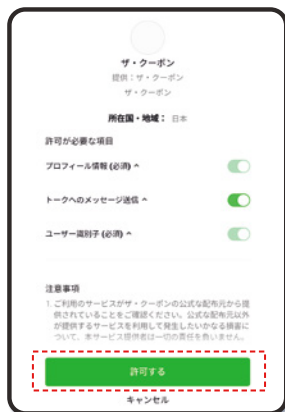 ザ・クーポン
提供：ザ・クーポン
ザ・クーポン
所在国・地域： 日本
許可が必要な項目
プロフィール情報 (必須) ^
トークへのメッセージ送信 ^
ユーザー識別子 (必須) ^
注意事項
1. ご利用のサービスがザ・クーポンの公式な配布元から提
供されていることをご確認ください。公式な配布元以外
が提供するサービスを利用して発生したいかなる損害に
ついて、本サービス提供者は一切の責任を負いません。
許可する
キャンセル